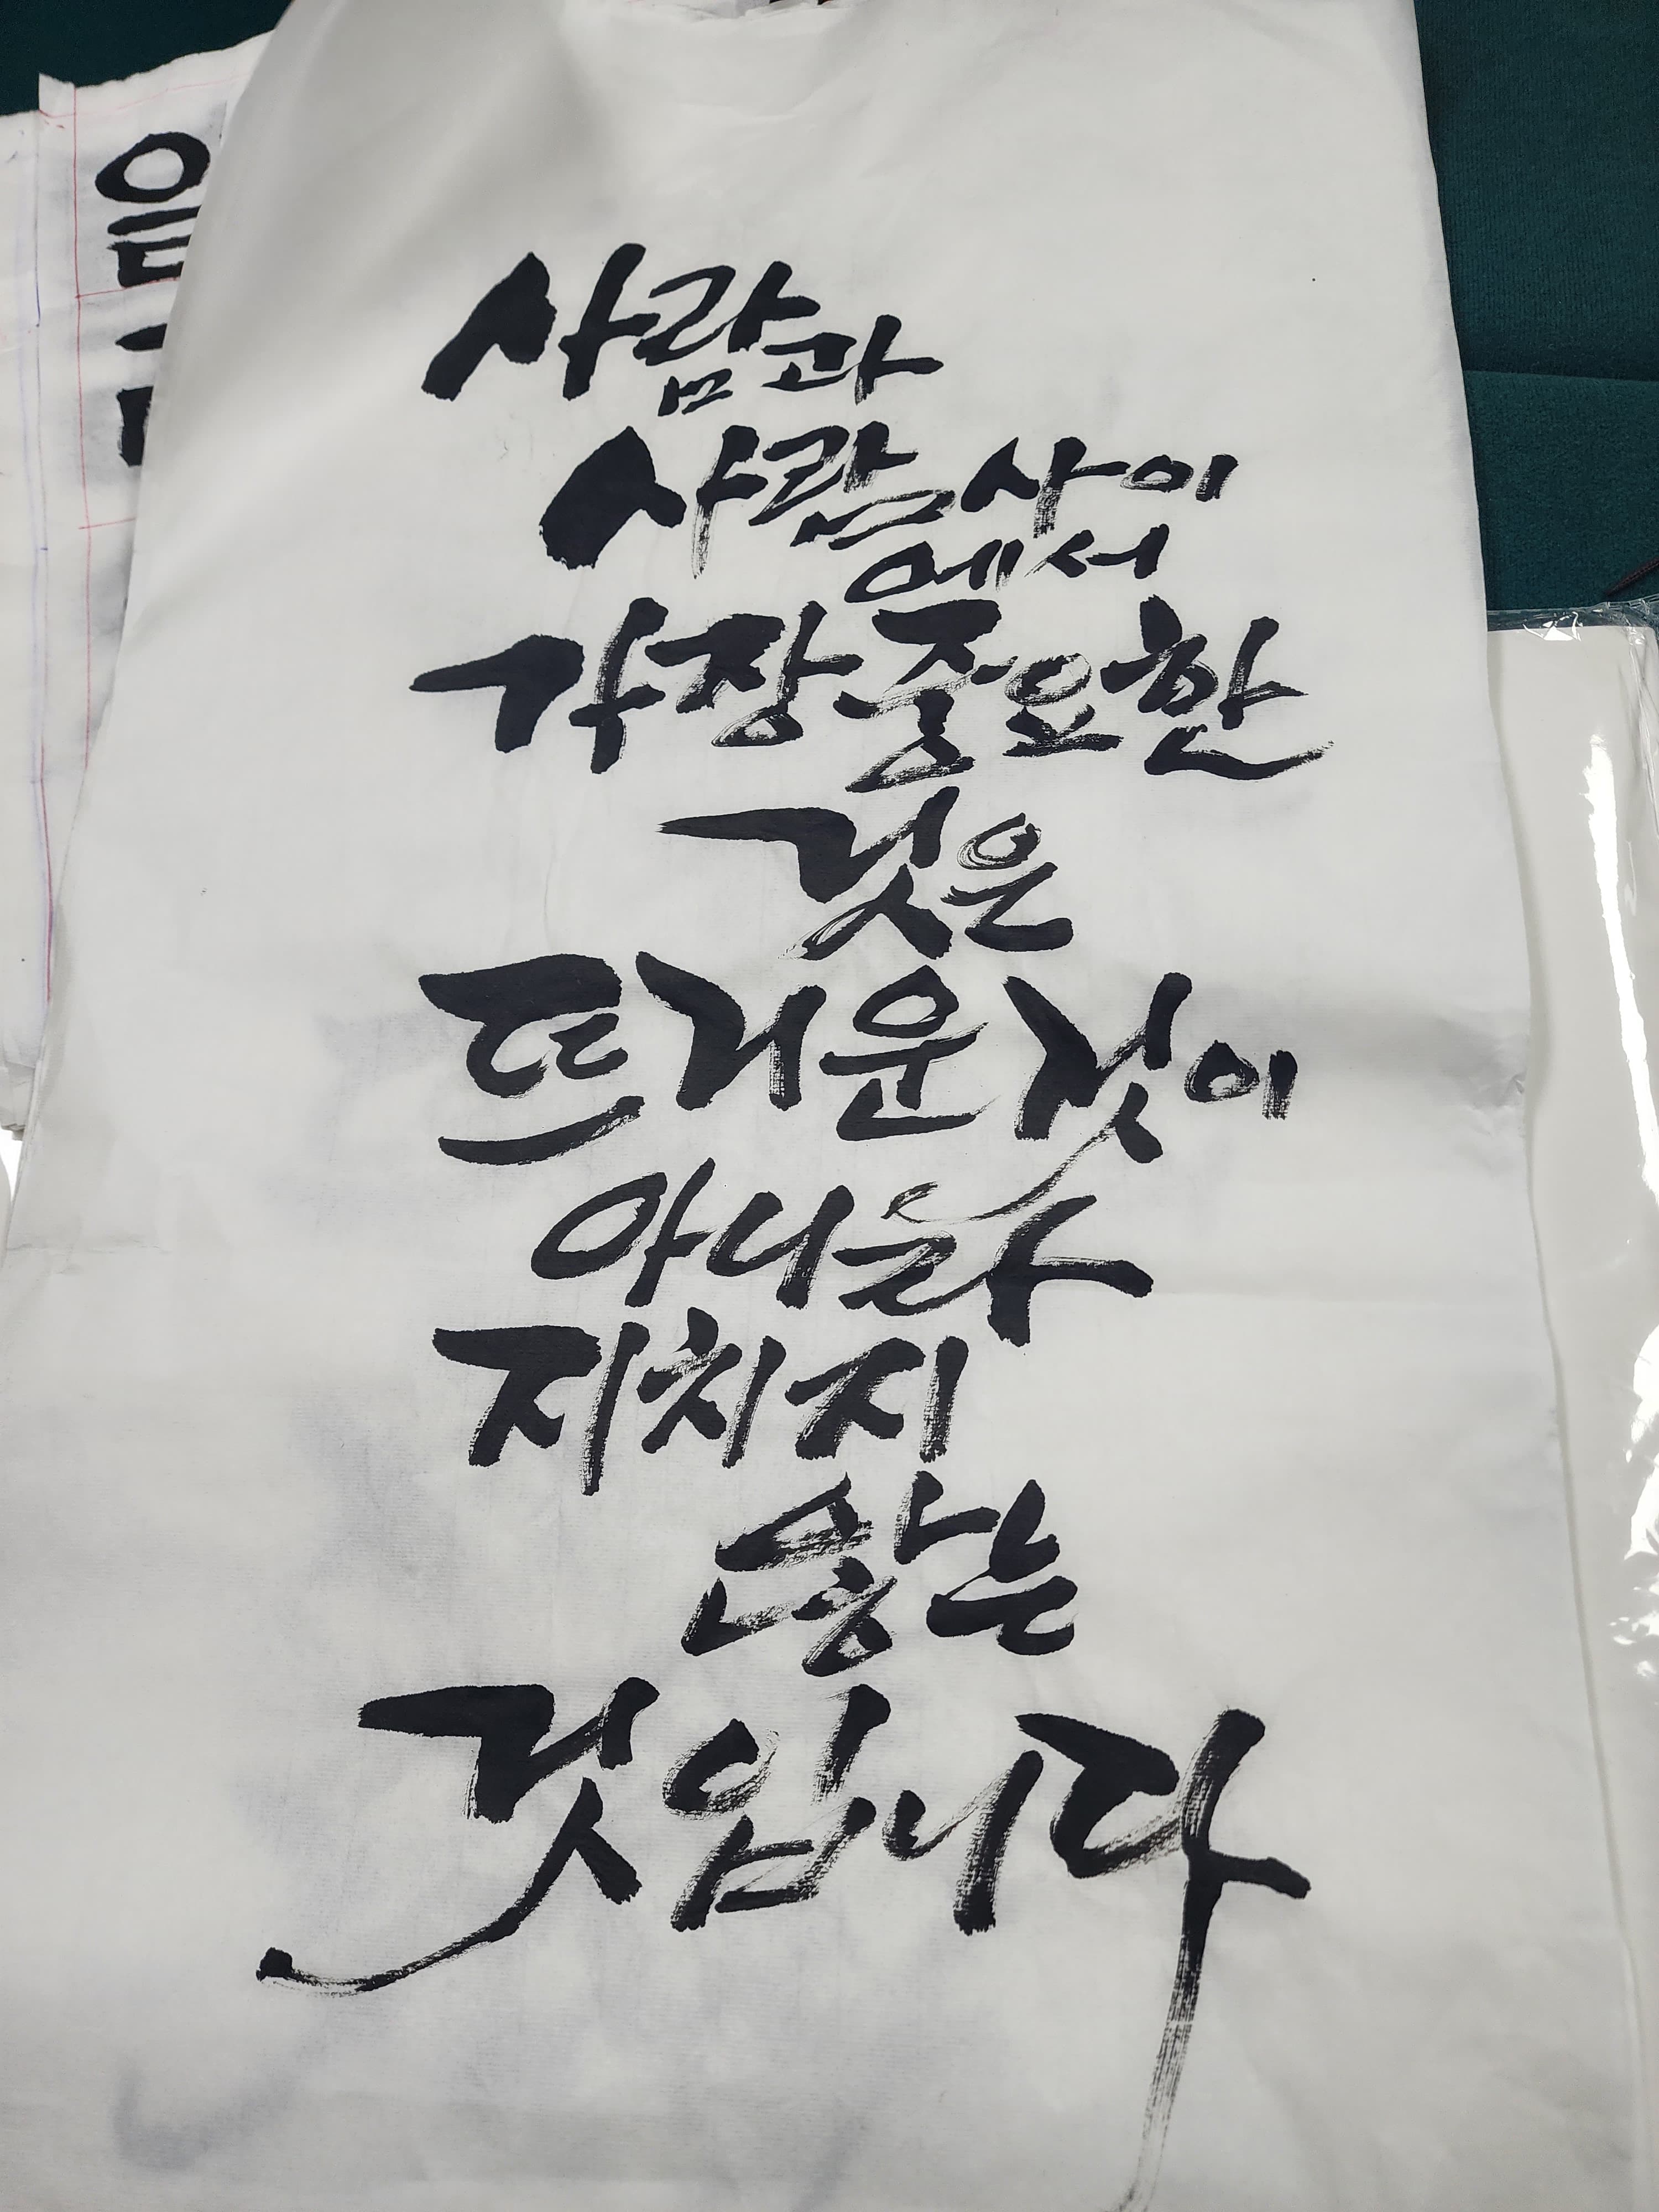 사람과
사람 사이
에서
가장 중요한
것은
뜨거운 것이
아니라
지치지
않는
것입니다